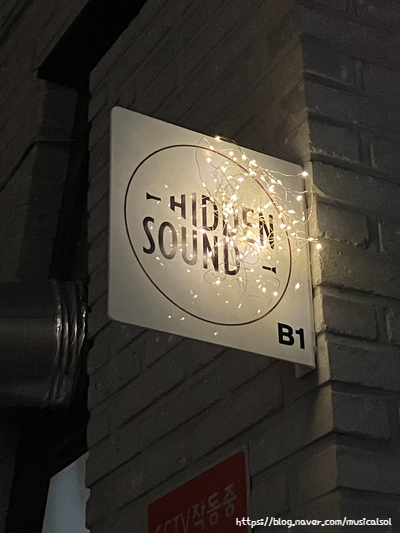 HIDDEN
SOUND
B1
CCTV작동중
https://blog.naver.com/musicalsol